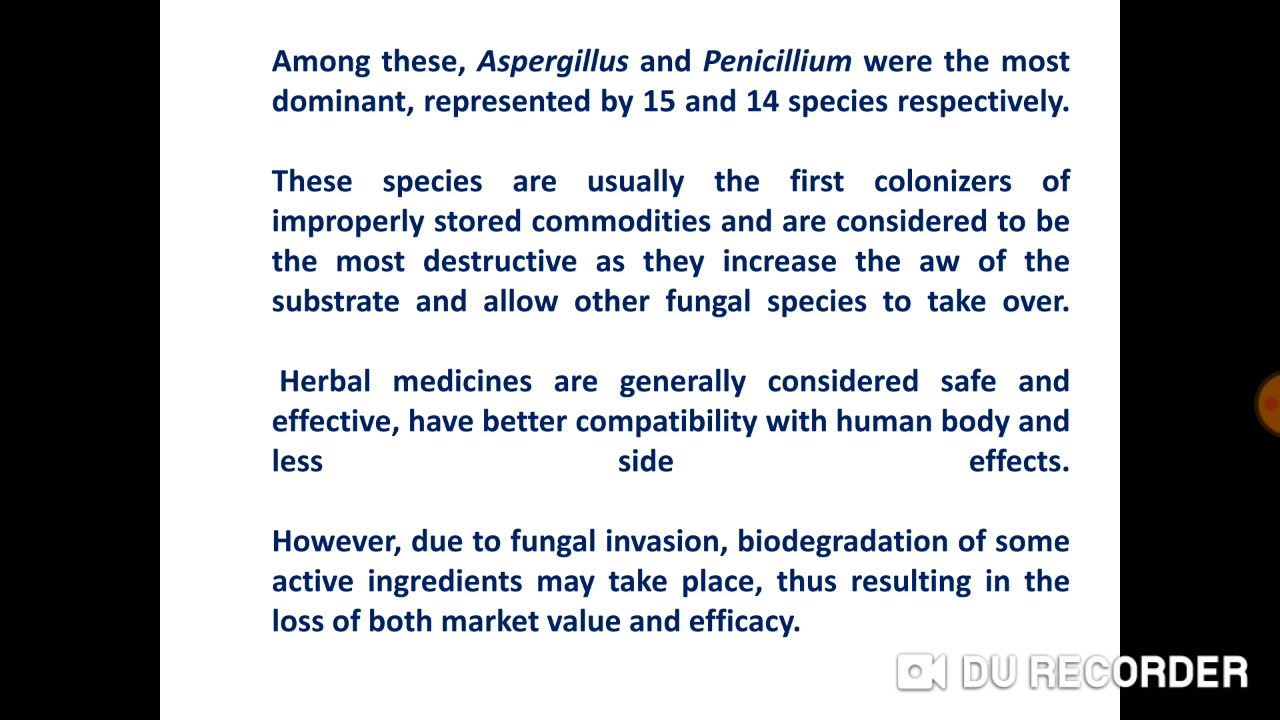 Among these, Aspergillus and Penicillium were the most
dominant, represented by 15 and 14 species respectively.
These species are usually the first colonizers of
improperly stored commodities and are considered to be
the most destructive as they increase the aw of the
substrate and allow other fungal species to take over.
Herbal medicines are generally considered safe and
effective, have better compatibility with human body and
less side effects.
However, due to fungal invasion, biodegradation of some
active ingredients may take place, thus resulting in the
loss of both market value and efficacy.
DU RECORDER